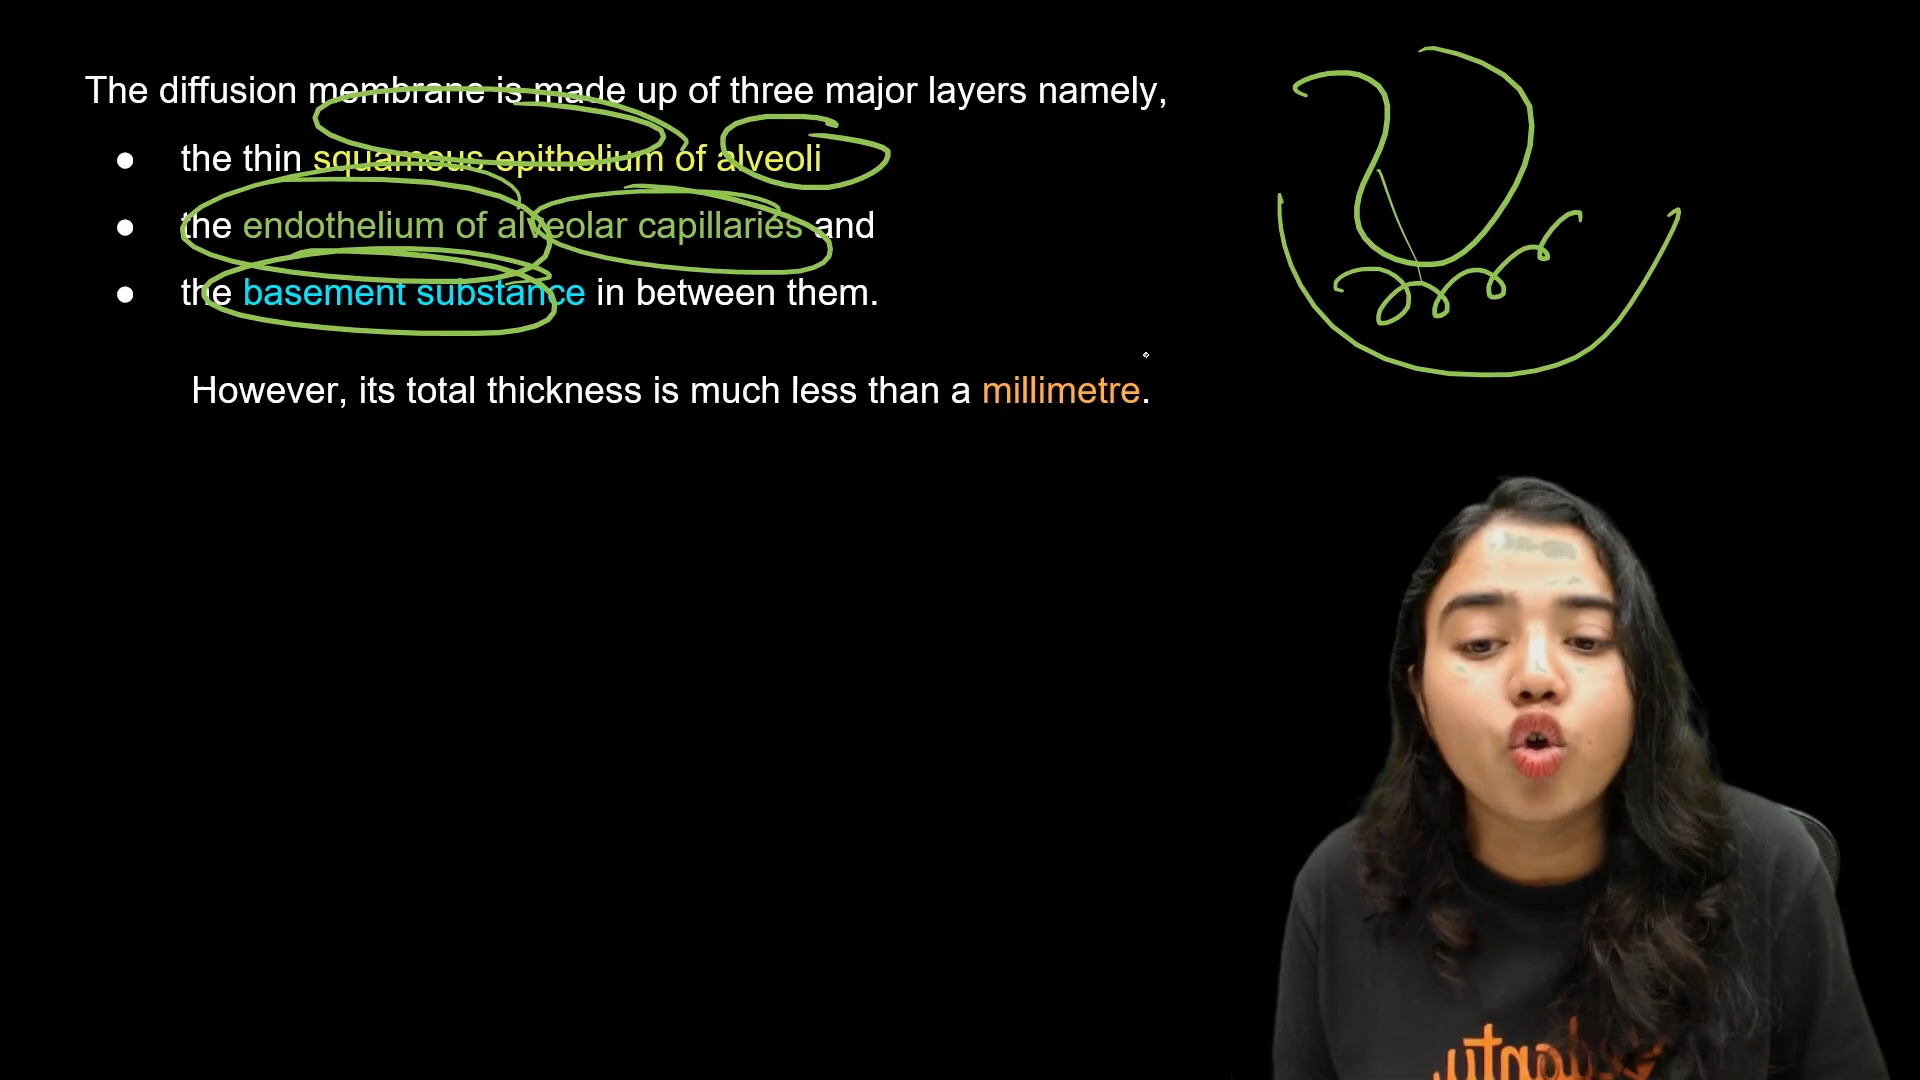 The diffusion membrane is made up of three major layers namely,
● the thin squamous epithelium of alveoli
● the endothelium of alveolar capillaries and
● the basement substance in between them.
However, its total thickness is much less than a millimetre.